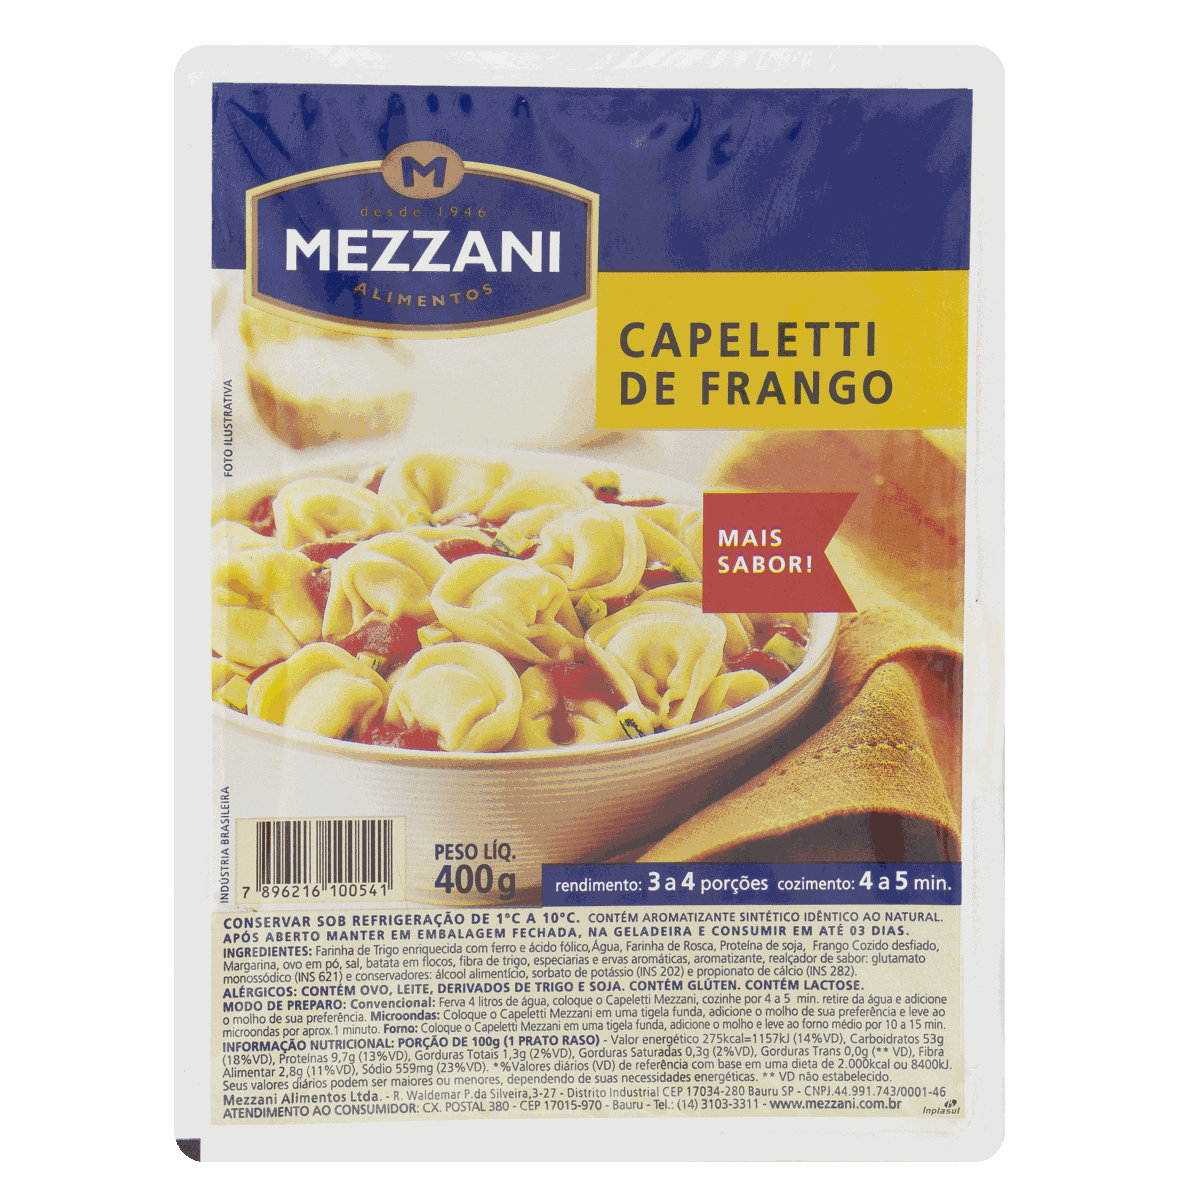 M
desde 1946
MEZZANI
ALIMENTOS
CAPELETTI
DE FRANGO
FOTO ILUSTRATIVA
MAIS
SABOR!
INDÚSTRIA BRASILEIRA
7 896216 100541
PESO LÍQ.
400g
rendimento: 3 a 4 porções cozimento: 4 a 5 min.
CONSERVAR SOB REFRIGERAÇÃO DE 1°C A 10°C. CONTÉM AROMATIZANTE SINTÉTICO IDÊNTICO AO NATURAL.
APÓS ABERTO MANTER EM EMBALAGEM FECHADA, NA GELADEIRA E CONSUMIR EM ATÉ 03 DIAS.
INGREDIENTES: Farinha de Trigo enriquecida com ferro e ácido fólico, Água, Farinha de Rosca, Proteína de soja, Frango Cozido desfiado,
Margarina, ovo em pó, sal, batata em flocos, fibra de trigo, especiarias e ervas aromáticas, aromatizante, realçador de sabor: glutamato
monossódico (INS 621) e conservadores: álcool alimentício, sorbato de potássio (INS 202) e propionato de cálcio (INS 282).
ALÉRGICOS: CONTÉM OVO, LEITE, DERIVADOS DE TRIGO E SOJA. CONTÉM GLÚTEN. CONTÉM LACTOSE.
MODO DE PREPARO: Convencional: Ferva 4 litros de água, coloque o Capeletti Mezzani, cozinhe por 4 a 5 min. retire da água e adicione
o molho de sua preferência. Microondas: Coloque o Capeletti Mezzani em uma tigela funda, adicione o molho de sua preferência e leve ao
microondas por aprox. 1 minuto. Forno: Coloque o Capeletti Mezzani em uma tigela funda, adicione o molho e leve ao forno médio por 10 a 15 min.
INFORMAÇÃO NUTRICIONAL: PORÇÃO DE 100g (1 PRATO RASO) - Valor energético 275kcal=1157kJ (14%VD), Carboidratos 53g
(18%VD), Proteínas 9,7g (13%VD), Gorduras Totais 1,3g (2%VD), Gorduras Saturadas 0,3g (2%VD), Gorduras Trans 0,0g (** VD), Fibra
Alimentar 2,8g (11%VD), Sódio 559mg (23%VD). *%Valores diários (VD) de referência com base em uma dieta de 2.000kcal ou 8400kJ.
Seus valores diários podem ser maiores ou menores, dependendo de suas necessidades energéticas. ** VD não estabelecido.
Mezzani Alimentos Ltda. - R. Waldemar P.da Silveira,3-27 - Distrito Industrial CEP 17034-280 Bauru SP - CNPJ.44.991.743/0001-46
ATENDIMENTO AO CONSUMIDOR: CX. POSTAL 380 - CEP 17015-970 - Bauru - Tel.: (14) 3103-3311 - www.mezzani.com.br
Inplasul